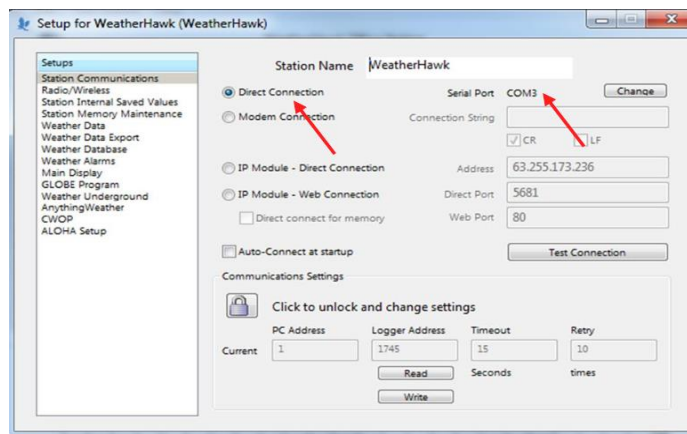 Setup for WeatherHawk (WeatherHawk)
Setups
Station Communications
Radio/Wireless
Station Internal Saved Values
Station Memory Maintenance
Weather Data
Weather Data Export
Weather Database
Weather Alarms
Main Display
GLOBE Program
Weather Underground
AnythingWeather
CWOP
ALOHA Setup
Station Name WeatherHawk
Direct Connection Serial Port COM3 Change
Modem Connection Connection String
CR LF
IP Module - Direct Connection Address 63.255.173.236
IP Module - Web Connection Direct Port 5681
Direct connect for memory Web Port 80
Auto-Connect at startup Test Connection
Communications Settings
Click to unlock and change settings
PC Address Logger Address Timeout Retry
Current 1 1745 15 10
Read Seconds times
Write